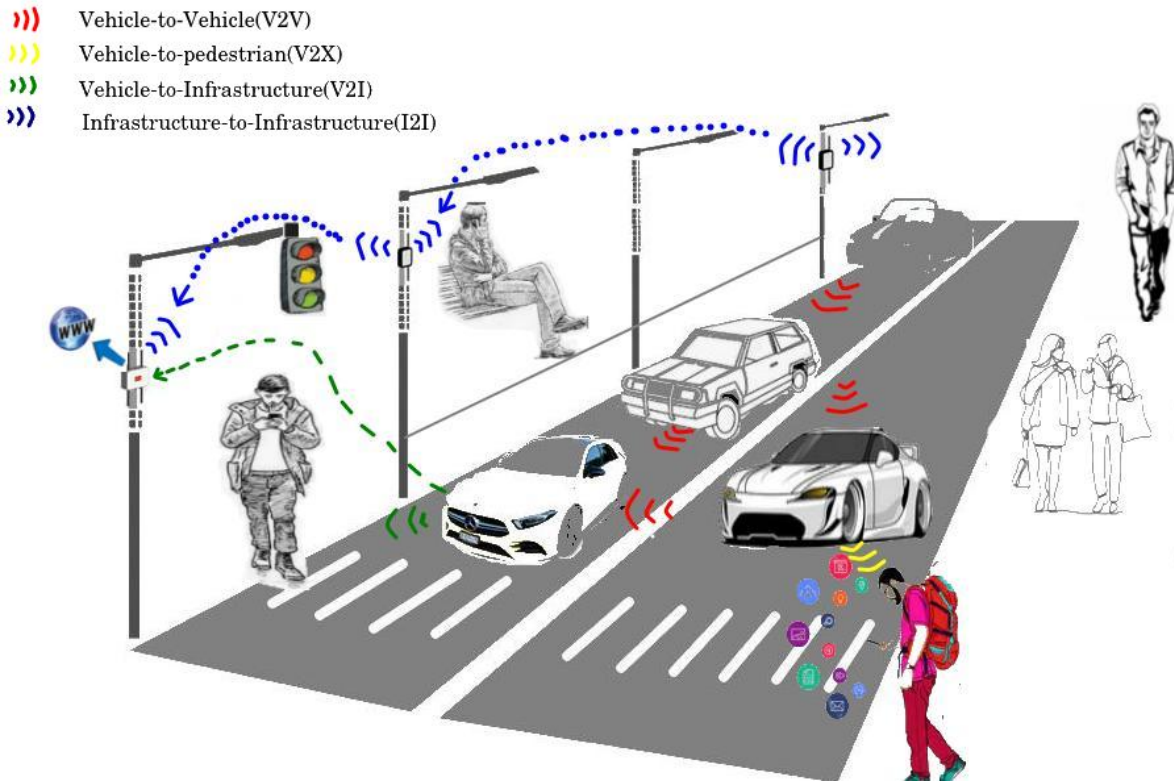 Vehicle-to-Vehicle(V2V)
Vehicle-to-pedestrian(V2X)
Vehicle-to-Infrastructure(V2I)
Infrastructure-to-Infrastructure(I2I)
WWW